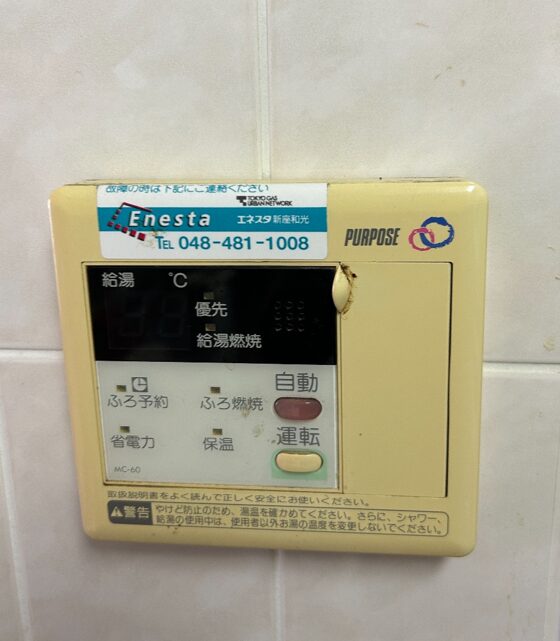 故障の時は下記にご連絡ください
TOKYO GAS
URBAN NETWORK
Enesta
エネスタ新座和光
TEL 048-481-1008
PURPOSE
給湯 ℃
優先
給湯燃焼
ふろ予約
ふろ燃焼
自動
省電力
保温
運転
MC-60
取扱説明書をよく読んで正しく安全にお使いください。
警告
やけど防止のため、湯温を確かめてください。さらに、シャワー、
給湯の使用中は、使用者以外お湯の温度を変更しないでください。